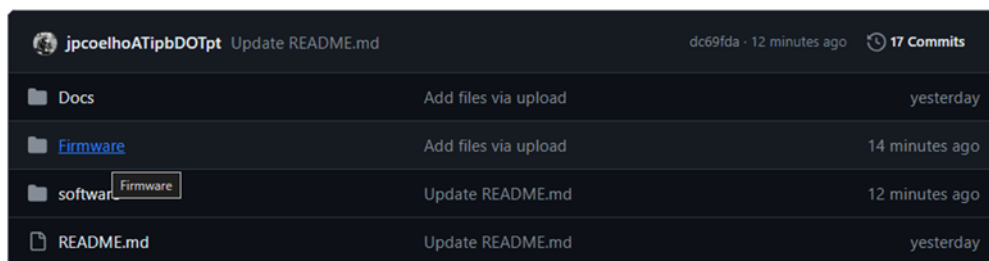 jpcoelhoATipbDOTpt Update README.md dc69fda · 12 minutes ago 17 Commits
Docs Add files via upload yesterday
Firmware Add files via upload 14 minutes ago
Firmware
Update README.md 12 minutes ago
README.md Update README.md yesterday